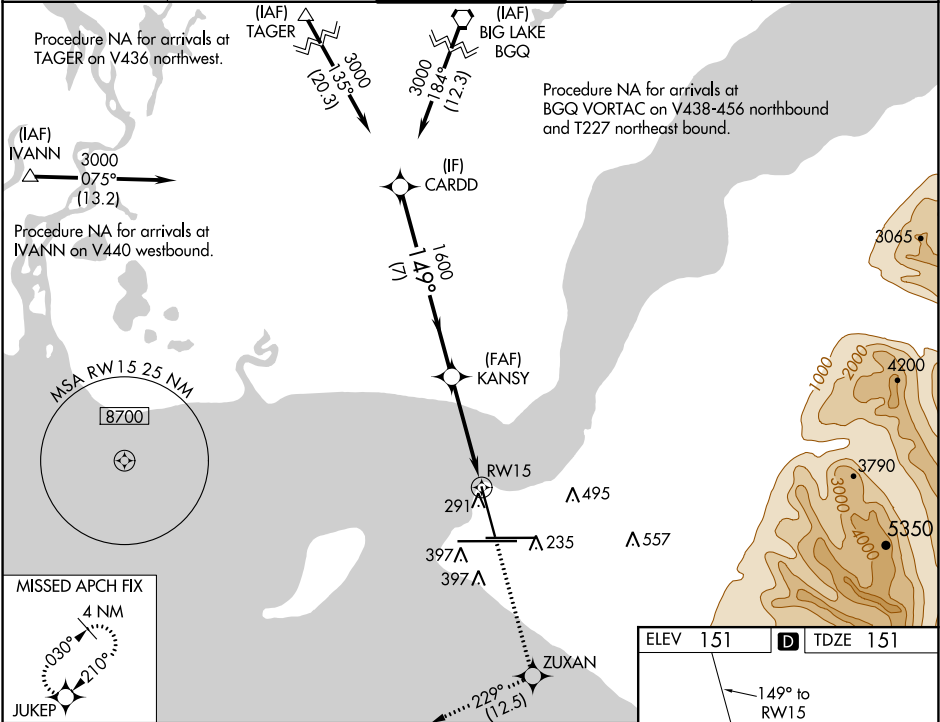 Procedure NA for arrivals at
TAGER on V436 northwest.
(IAF)
TAGER
3000
135°
(20.3)
(IAF)
BIG LAKE
BGQ
3000
184°
(12.3)
Procedure NA for arrivals at
BGQ VORTAC on V438-456 northbound
and T227 northeast bound.
(IAF)
IVANN
3000
075°
(13.2)
Procedure NA for arrivals at
IVANN on V440 westbound.
(IF)
CARDD
1600
149°
(7)
3065
(FAF)
KANSY
1000
2000
4200
MSA RW15 25 NM
8700
RW15
291
495
3790
3000
4000
5350
235
557
397
397
MISSED APCH FIX
4 NM
030°
210°
JUKEP
ZUXAN
229°
(12.5)
ELEV 151 D TDZE 151
149° to
RW15